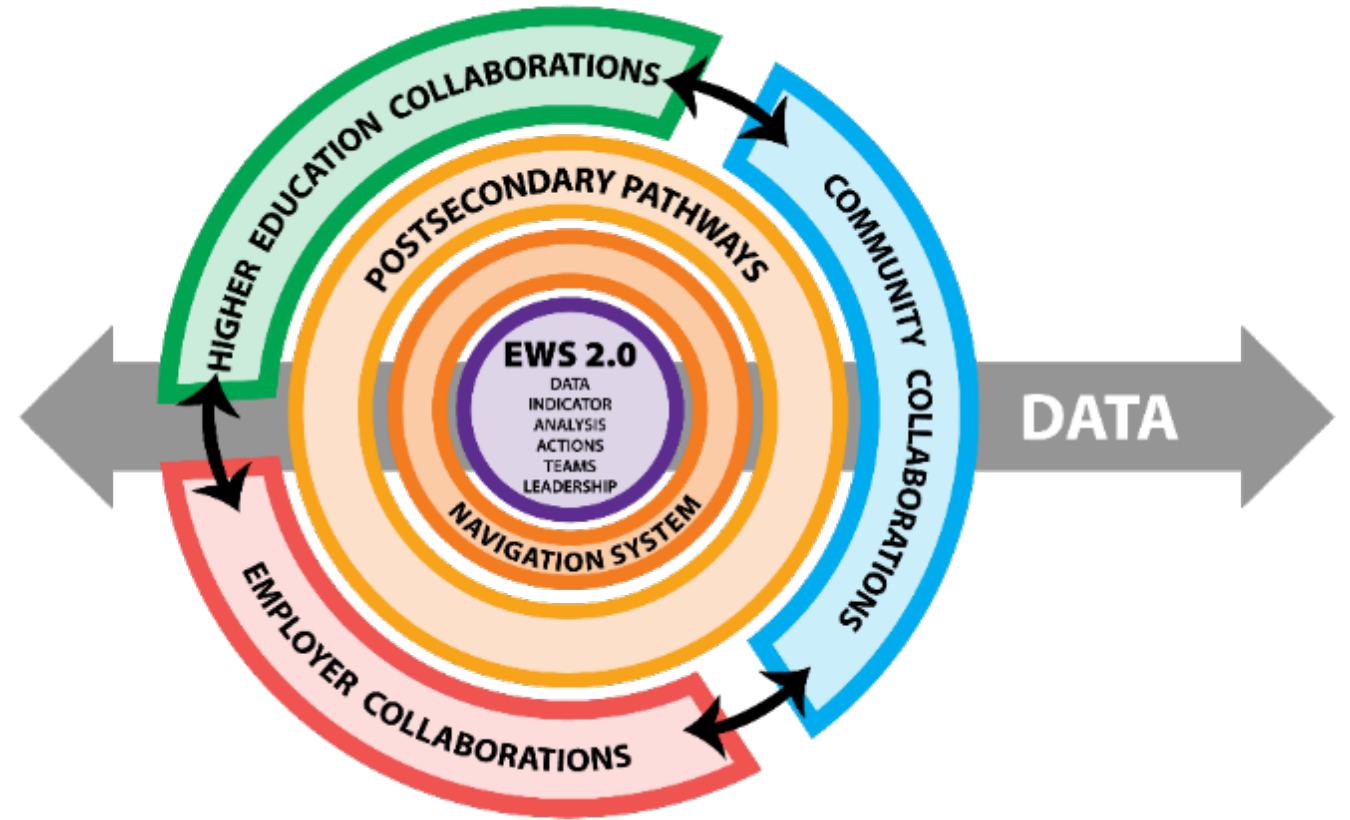 HIGHER EDUCATION COLLABORATIONS
COMMUNITY COLLABORATIONS
POSTSECONDARY PATHWAYS
EWS 2.0
DATA
INDICATOR
ANALYSIS
ACTIONS
TEAMS
LEADERSHIP
NAVIGATION SYSTEM
DATA
EMPLOYER COLLABORATIONS